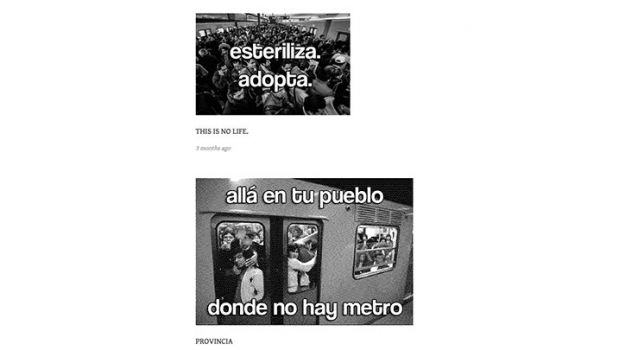 esteriliza.
adopta.
THIS IS NO LIFE.
3 months ago
allá en tu pueblo
donde no hay metro
PROVINCIA